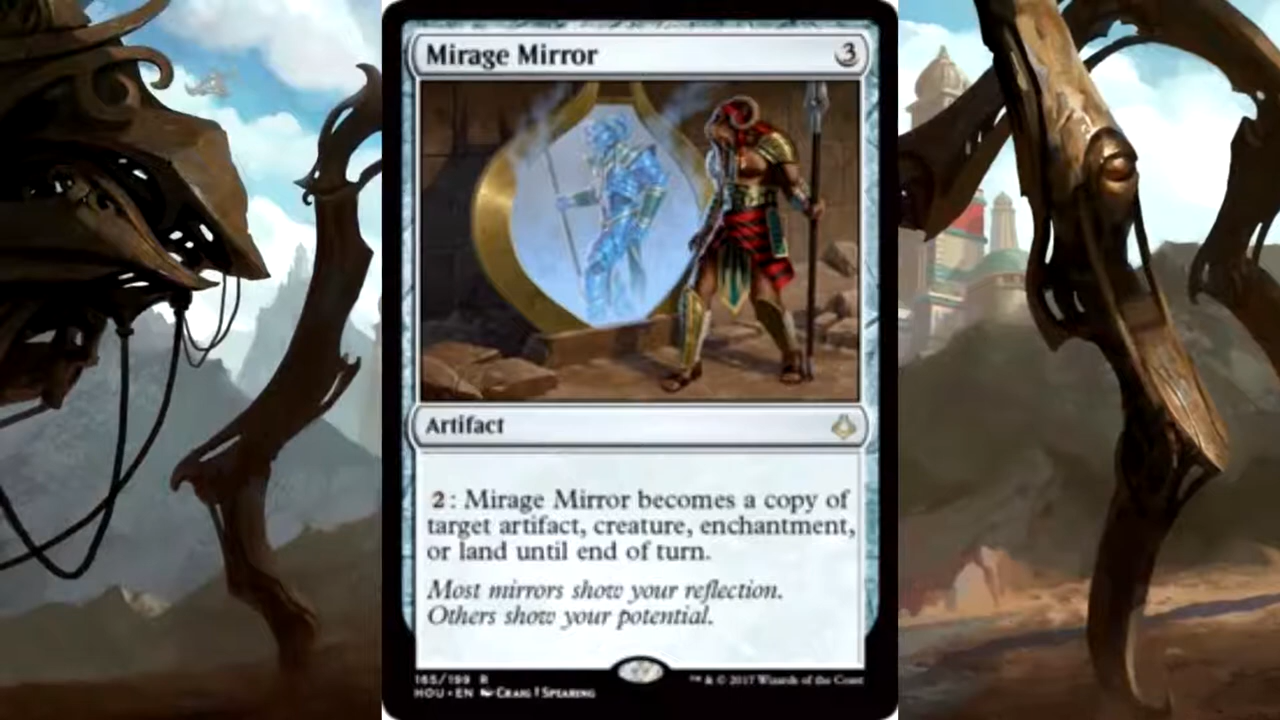 Mirage Mirror 3
Artifact
2: Mirage Mirror becomes a copy of
target artifact, creature, enchantment,
or land until end of turn.
Most mirrors show your reflection.
Others show your potential.
165/199 R
HOU • EN Craig J Spearing
™ & © 2017 Wizards of the Coast